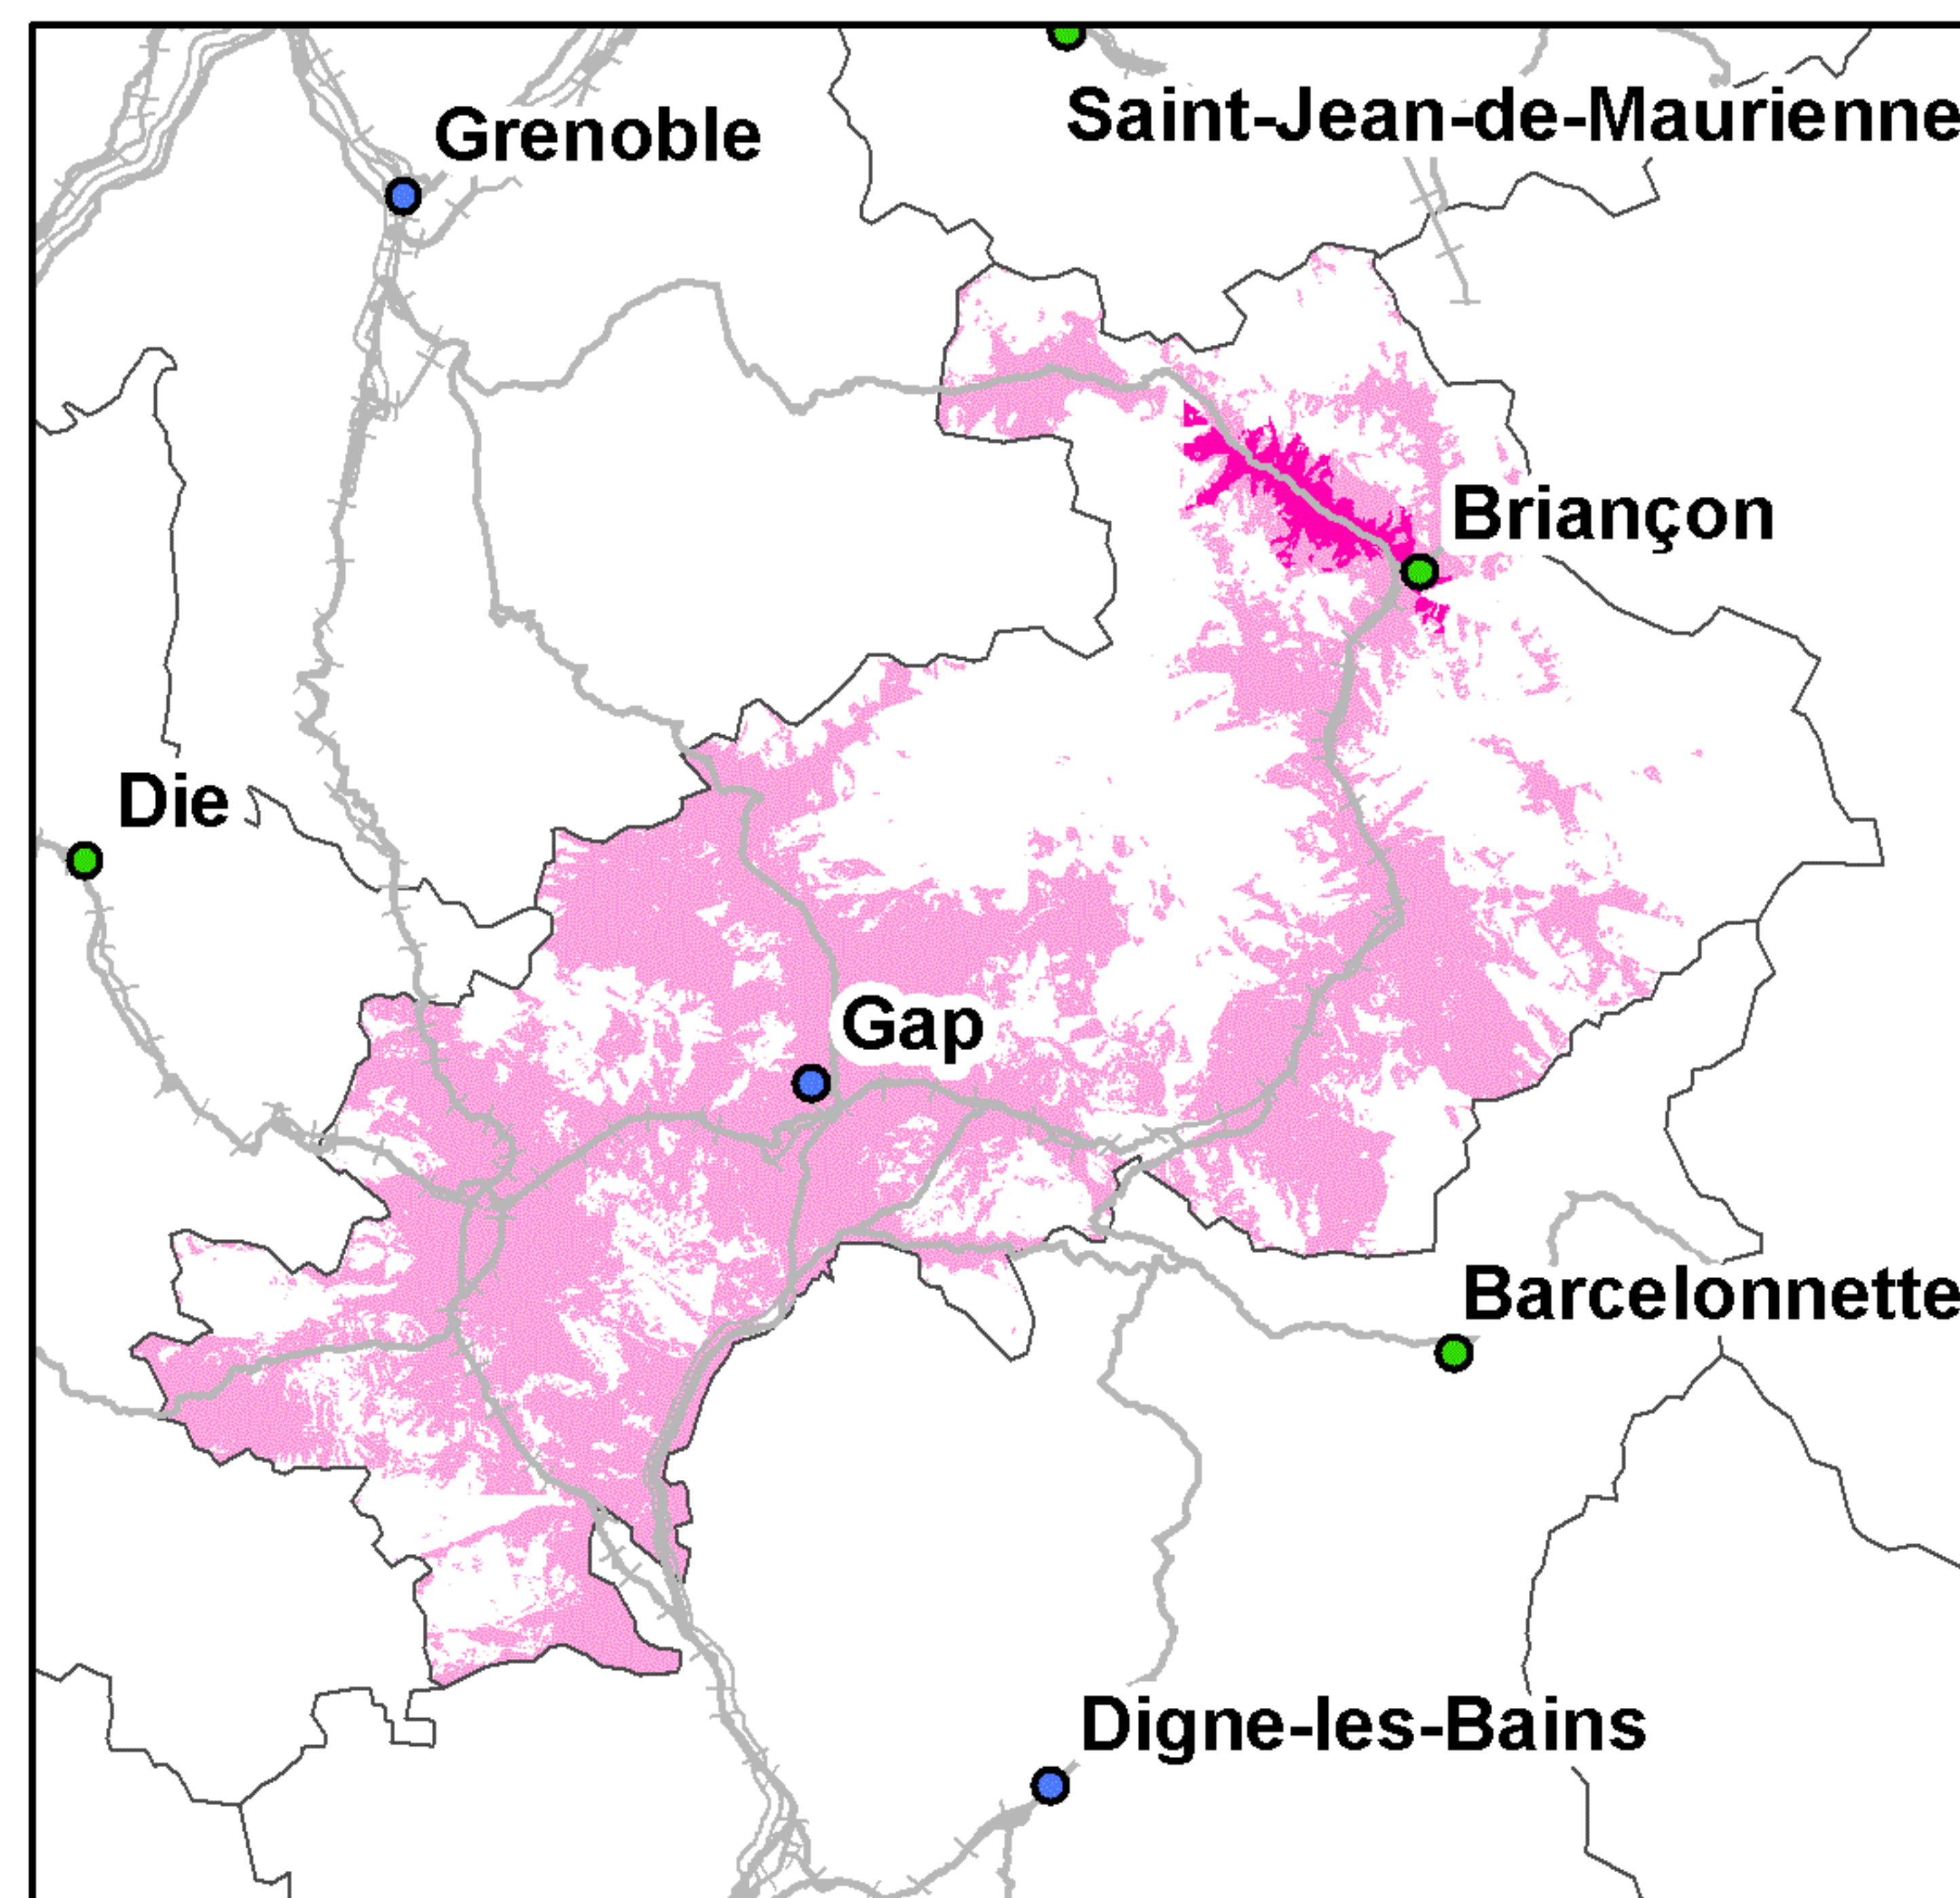 Saint-Jean-de-Maurienne
Grenoble
Briançon
Die
Gap
Barcelonnette
Digne-les-Bains